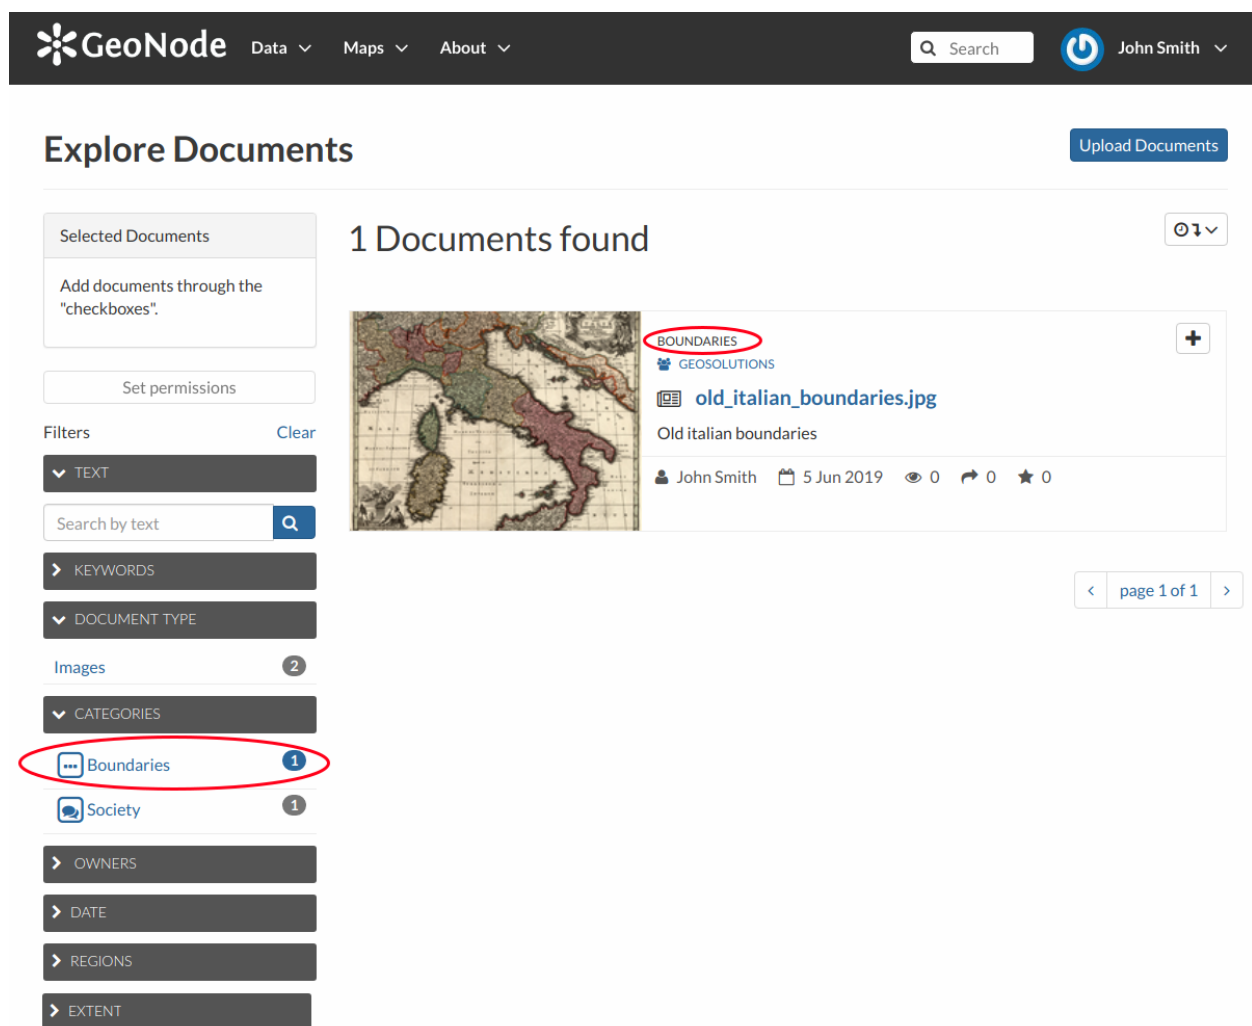 GeoNode Data Maps About Search John Smith
Explore Documents
Upload Documents
Selected Documents
Add documents through the
"checkboxes".
Set permissions
Filters Clear
TEXT
Search by text
KEYWORDS
DOCUMENT TYPE
Images 2
CATEGORIES
Boundaries 1
Society 1
OWNERS
DATE
REGIONS
EXTENT
1 Documents found
BOUNDARIES
GEOSOLUTIONS
old_italian_boundaries.jpg
Old italian boundaries
John Smith 5 Jun 2019 0 0 0
< page 1 of 1 >